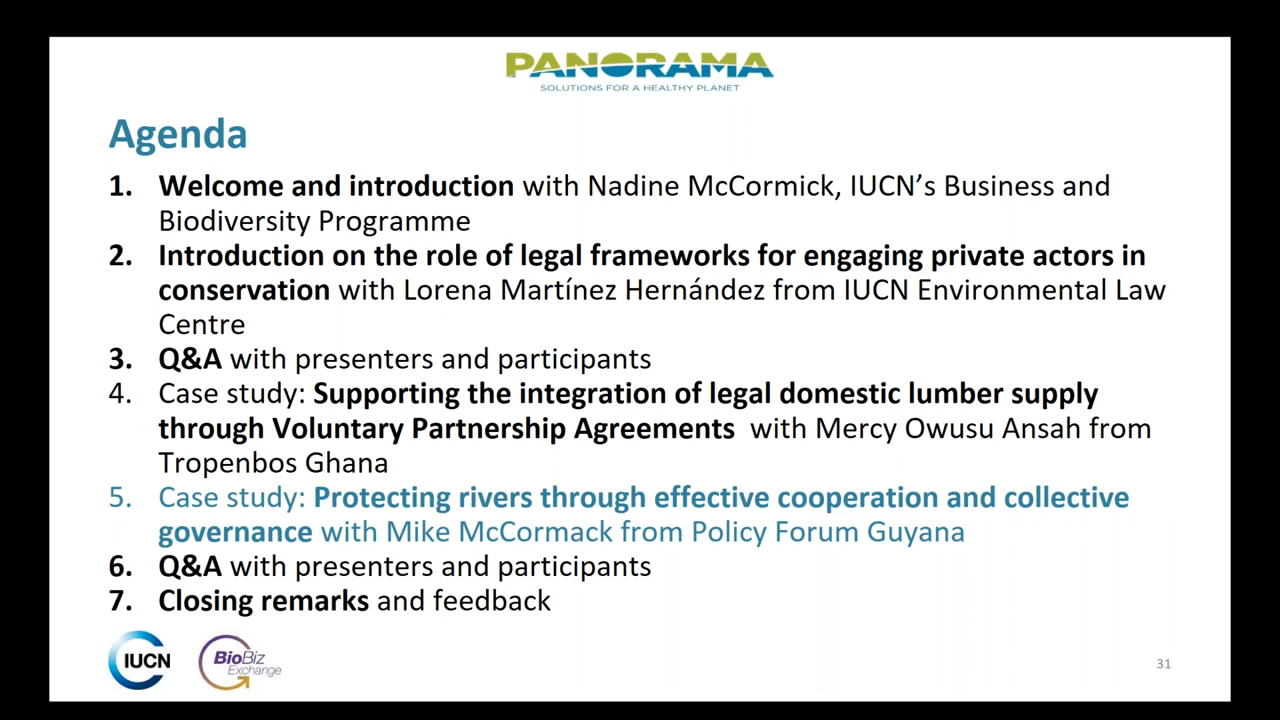 PANORAMA
SOLUTIONS FOR A HEALTHY PLANET
Agenda
1. Welcome and introduction with Nadine McCormick, IUCN’s Business and
Biodiversity Programme
2. Introduction on the role of legal frameworks for engaging private actors in
conservation with Lorena Martínez Hernández from IUCN Environmental Law
Centre
3. Q&A with presenters and participants
4. Case study: Supporting the integration of legal domestic lumber supply
through Voluntary Partnership Agreements with Mercy Owusu Ansah from
Tropenbos Ghana
5. Case study: Protecting rivers through effective cooperation and collective
governance with Mike McCormack from Policy Forum Guyana
6. Q&A with presenters and participants
7. Closing remarks and feedback
IUCN
BioBiz
Exchange
31